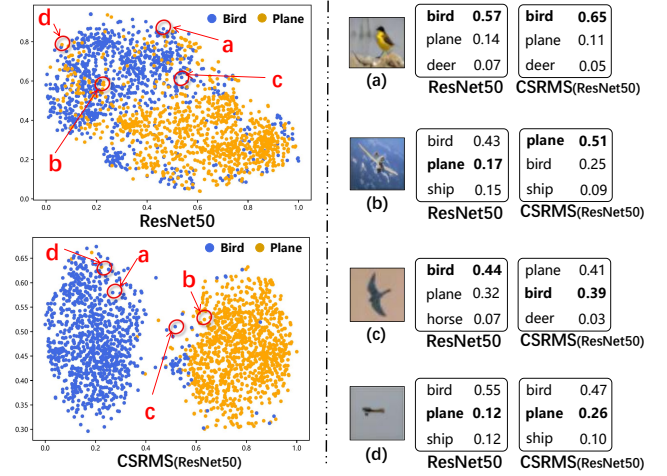 d
Bird Plane
a
c
b
0.8
0.6
0.4
0.2
0.0
0.0 0.2 0.4 0.6 0.8 1.0
ResNet50
Bird Plane
d
a
b
c
0.65
0.60
0.55
0.50
0.45
0.40
0.35
0.30
0.0 0.2 0.4 0.6 0.8 1.0
CSRMS(ResNet50)
(a)
bird 0.57
plane 0.14
deer 0.07
ResNet50
bird 0.65
plane 0.11
deer 0.05
CSRMS(ResNet50)
(b)
bird 0.43
plane 0.17
ship 0.15
ResNet50
plane 0.51
bird 0.25
ship 0.09
CSRMS(ResNet50)
(c)
bird 0.44
plane 0.32
horse 0.07
ResNet50
plane 0.41
bird 0.39
deer 0.03
CSRMS(ResNet50)
(d)
bird 0.55
plane 0.12
ship 0.12
ResNet50
bird 0.47
plane 0.26
ship 0.10
CSRMS(ResNet50)